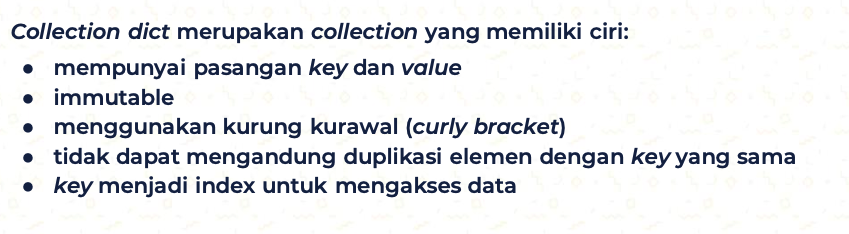 Collection dict merupakan collection yang memiliki ciri:
● mempunyai pasangan key dan value
● immutable
● menggunakan kurung kurawal (curly bracket)
● tidak dapat mengandung duplikasi elemen dengan key yang sama
● key menjadi index untuk mengakses data